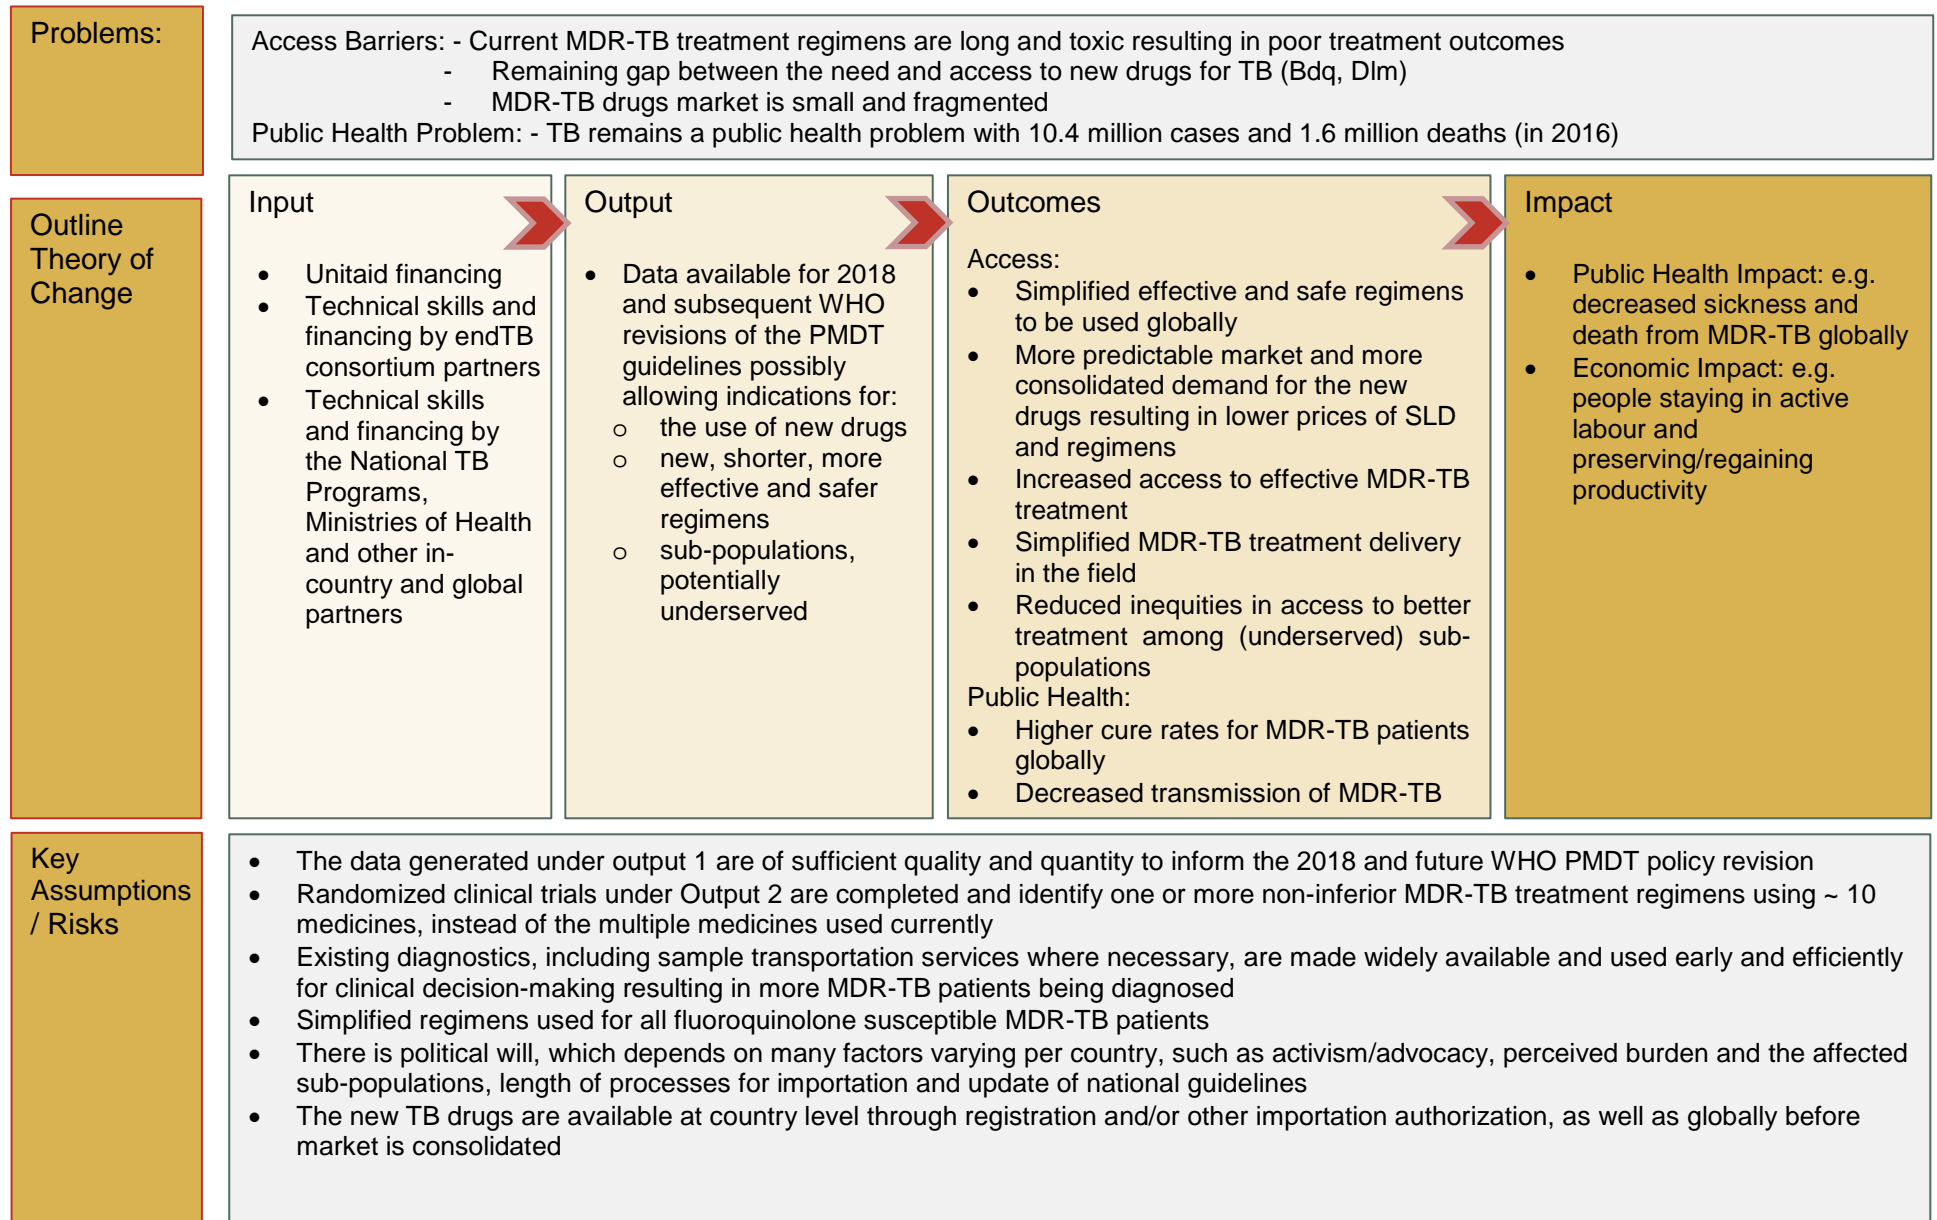 Problems:
Access Barriers: - Current MDR-TB treatment regimens are long and toxic resulting in poor treatment outcomes
- Remaining gap between the need and access to new drugs for TB (Bdq, Dlm)
- MDR-TB drugs market is small and fragmented
Public Health Problem: - TB remains a public health problem with 10.4 million cases and 1.6 million deaths (in 2016)
Outline
Theory of
Change
Input
• Unitaid financing
• Technical skills and
financing by endTB
consortium partners
• Technical skills
and financing by
the National TB
Programs,
Ministries of Health
and other in-
country and global
partners
Output
• Data available for 2018
and subsequent WHO
revisions of the PMDT
guidelines possibly
allowing indications for:
o the use of new drugs
o new, shorter, more
effective and safer
regimens
o sub-populations,
potentially
underserved
Outcomes
Access:
• Simplified effective and safe regimens
to be used globally
• More predictable market and more
consolidated demand for the new
drugs resulting in lower prices of SLD
and regimens
• Increased access to effective MDR-TB
treatment
• Simplified MDR-TB treatment delivery
in the field
• Reduced inequities in access to better
treatment among (underserved) sub-
populations
Public Health:
• Higher cure rates for MDR-TB patients
globally
• Decreased transmission of MDR-TB
Impact
• Public Health Impact: e.g.
decreased sickness and
death from MDR-TB globally
• Economic Impact: e.g.
people staying in active
labour and
preserving/regaining
productivity
Key
Assumptions
/ Risks
• The data generated under output 1 are of sufficient quality and quantity to inform the 2018 and future WHO PMDT policy revision
• Randomized clinical trials under Output 2 are completed and identify one or more non-inferior MDR-TB treatment regimens using ~ 10
medicines, instead of the multiple medicines used currently
• Existing diagnostics, including sample transportation services where necessary, are made widely available and used early and efficiently
for clinical decision-making resulting in more MDR-TB patients being diagnosed
• Simplified regimens used for all fluoroquinolone susceptible MDR-TB patients
• There is political will, which depends on many factors varying per country, such as activism/advocacy, perceived burden and the affected
sub-populations, length of processes for importation and update of national guidelines
• The new TB drugs are available at country level through registration and/or other importation authorization, as well as globally before
market is consolidated